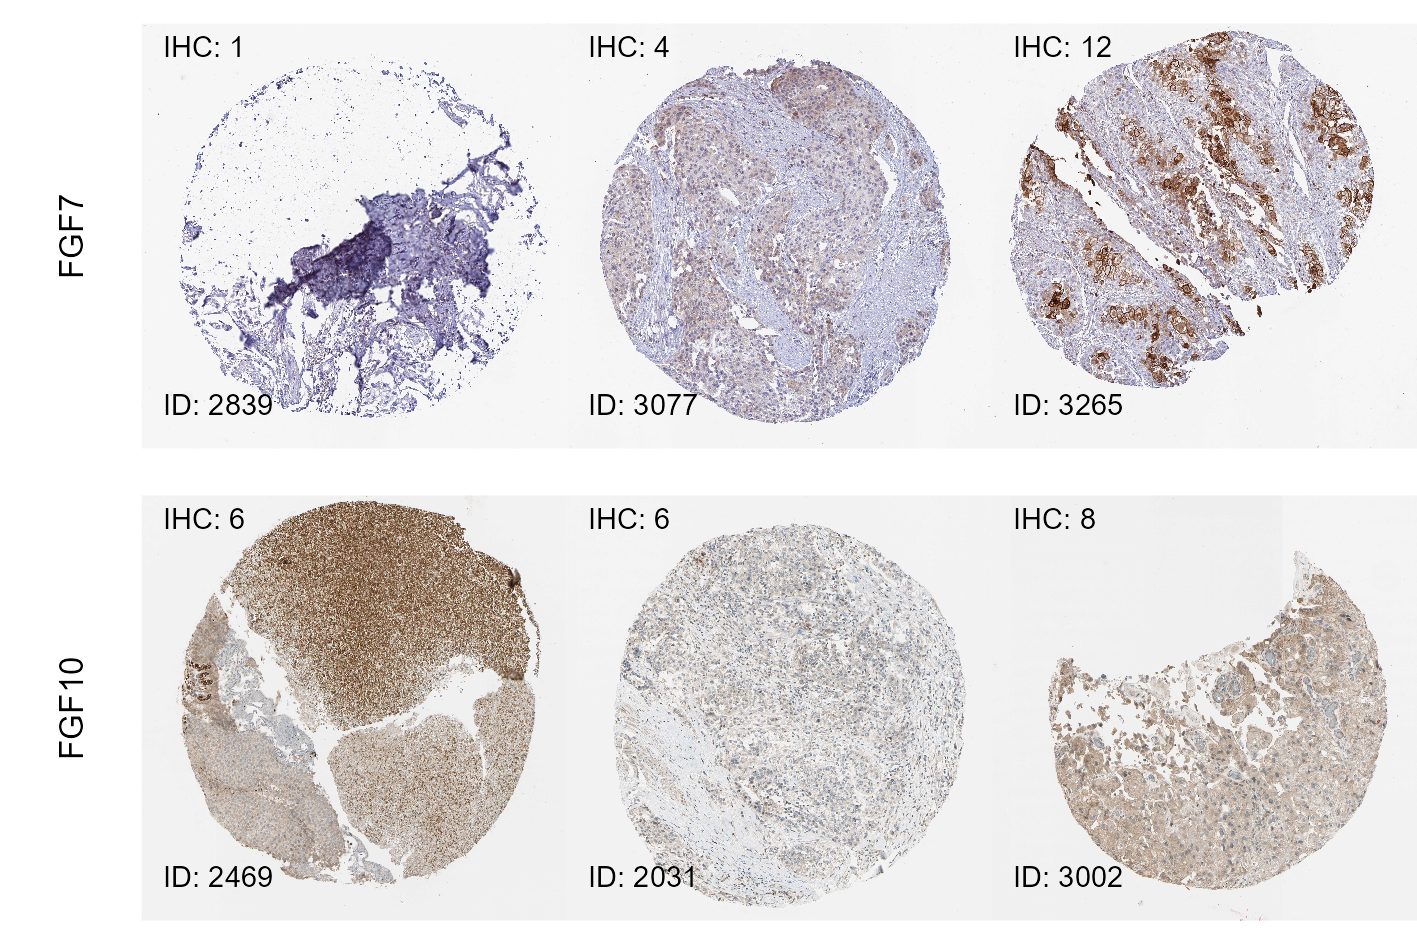 FGF7
IHC: 1
IHC: 4
IHC: 12
ID: 2839
ID: 3077
ID: 3265
FGF10
IHC: 6
IHC: 6
IHC: 8
ID: 2469
ID: 2031
ID: 3002